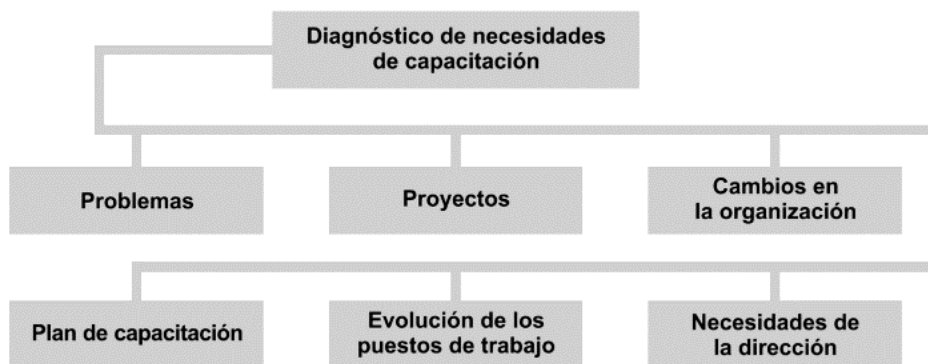 Diagnóstico de necesidades
de capacitación
Problemas
Proyectos
Cambios en
la organización
Plan de capacitación
Evolución de los
puestos de trabajo
Necesidades de
la dirección